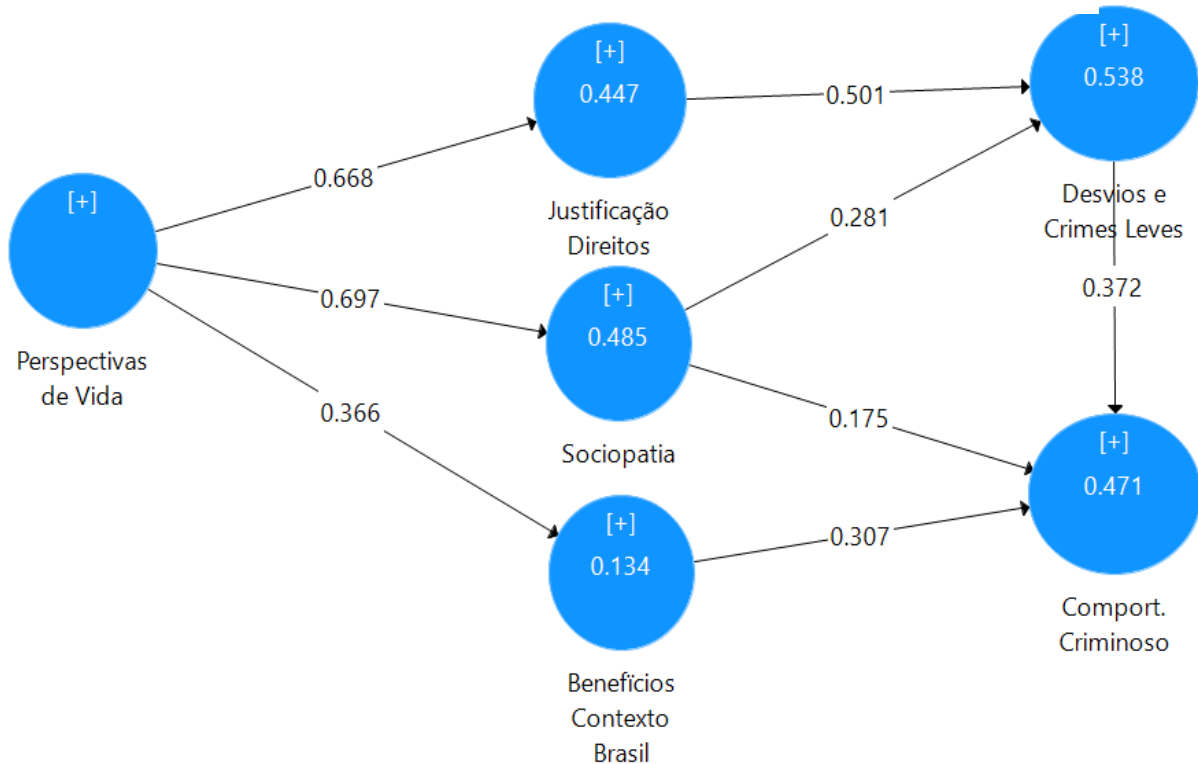 [+]
0.447
0.501
[+]
0.538
0.668
[+]
Justificação
Direitos
Desvios e
Crimes Leves
0.281
0.697
[+]
0.485
0.372
Perspectivas
de Vida
0.366
0.175
Sociopatia
[+]
0.471
[+]
0.134
0.307
Comport.
Criminoso
Benefïcios
Contexto
Brasil